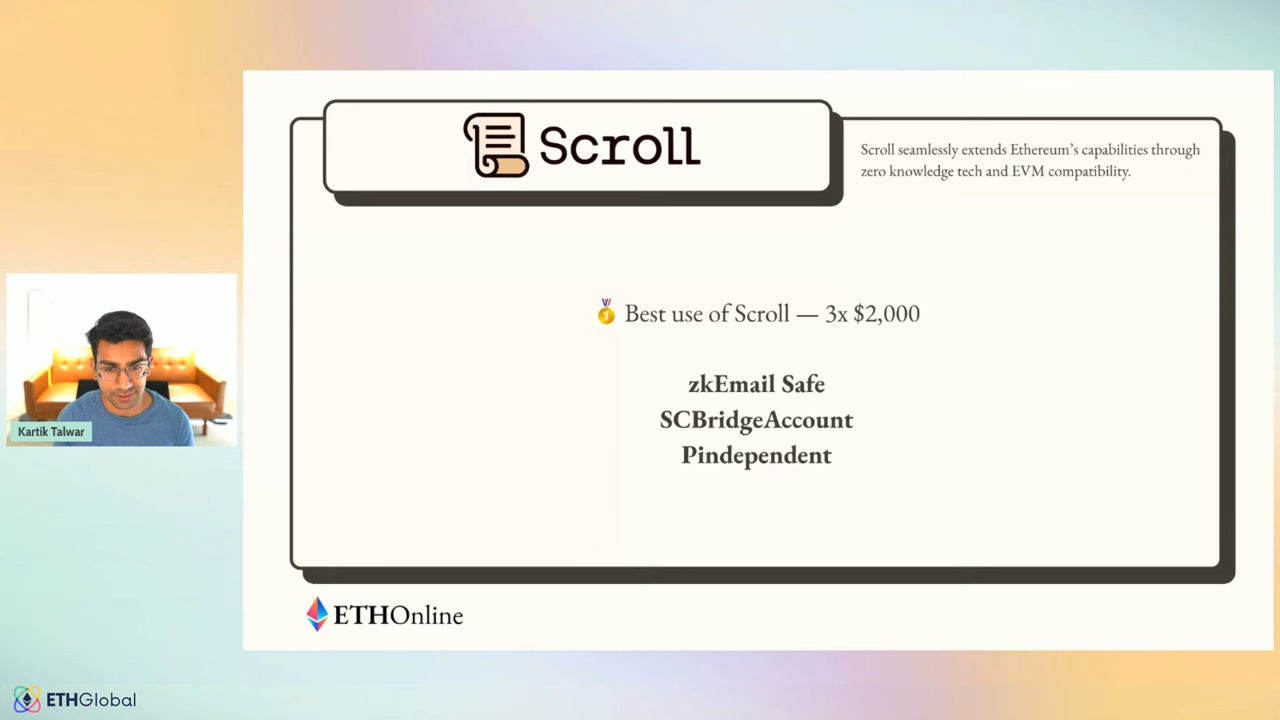 Scroll
Scroll seamlessly extends Ethereum’s capabilities through
zero knowledge tech and EVM compatibility.
🥇 Best use of Scroll — 3x $2,000
zkEmail Safe
SCBridgeAccount
Pindependent
Kartik Talwar
ETHOnline
ETHGlobal